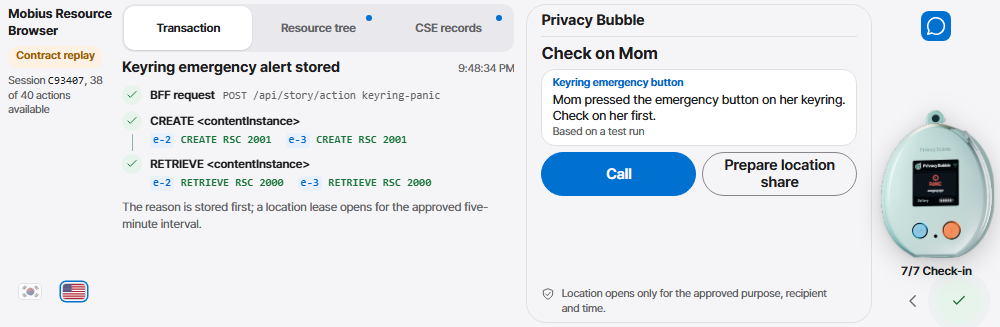 Mobius Resource
Browser
Contract replay
Session C93407, 38
of 40 actions
available
Transaction
Resource tree
CSE records
Keyring emergency alert stored
9:48:34 PM
BFF request POST /api/story/action keyring-panic
CREATE <contentInstance>
e-2 CREATE RSC 2001 e-3 CREATE RSC 2001
RETRIEVE <contentInstance>
e-2 RETRIEVE RSC 2000 e-3 RETRIEVE RSC 2000
The reason is stored first; a location lease opens for the approved five-
minute interval.
Privacy Bubble
Check on Mom
Keyring emergency button
Mom pressed the emergency button on her keyring.
Check on her first.
Based on a test run
Call
Prepare location
share
Location opens only for the approved purpose, recipient
and time.
Privacy Bubble
Privacy Bubble
7/7 Check-in